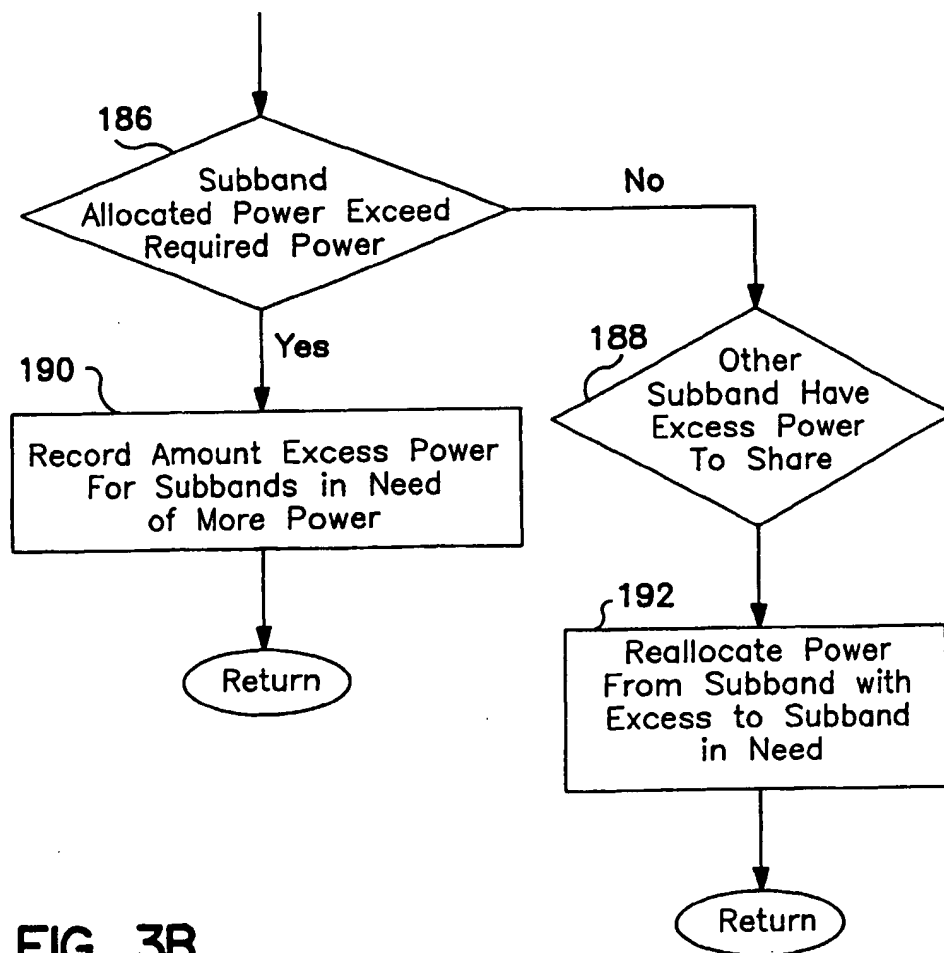 186
Subband
Allocated Power Exceed
Required Power
No
Yes
188
Other
Subband Have
Excess Power
To Share
190
Record Amount Excess Power
For Subbands in Need
of More Power
192
Reallocate Power
From Subband with
Excess to Subband
in Need
Return
Return
FIG. 3B